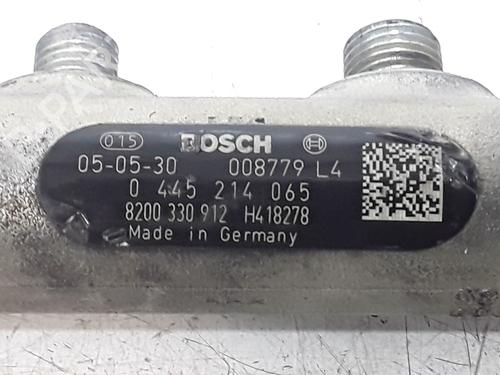 015 BOSCH
05-05-30 008779 L4
0 445 214 065
8200 330 912 H418278
Made in Germany